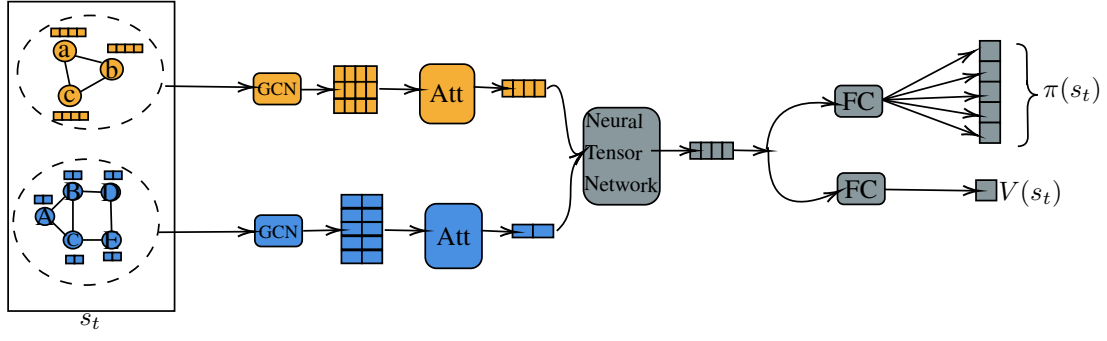 a
b
c
GCN
Att
B
D
A
C
E
GCN
Att
s_t
Neural
Tensor
Network
FC
π(s_t)
FC
V(s_t)